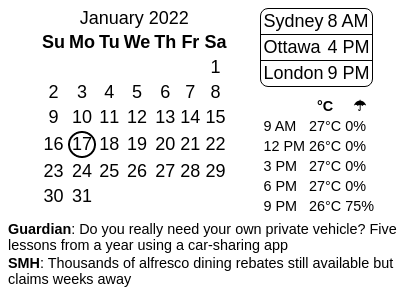 January 2022
Su Mo Tu We Th Fr Sa
1
2 3 4 5 6 7 8
9 10 11 12 13 14 15
16 17 18 19 20 21 22
23 24 25 26 27 28 29
30 31
Sydney 8 AM
Ottawa 4 PM
London 9 PM
°C ☂
9 AM 27°C 0%
12 PM 26°C 0%
3 PM 27°C 0%
6 PM 27°C 0%
9 PM 26°C 75%
Guardian: Do you really need your own private vehicle? Five
lessons from a year using a car-sharing app
SMH: Thousands of alfresco dining rebates still available but
claims weeks away